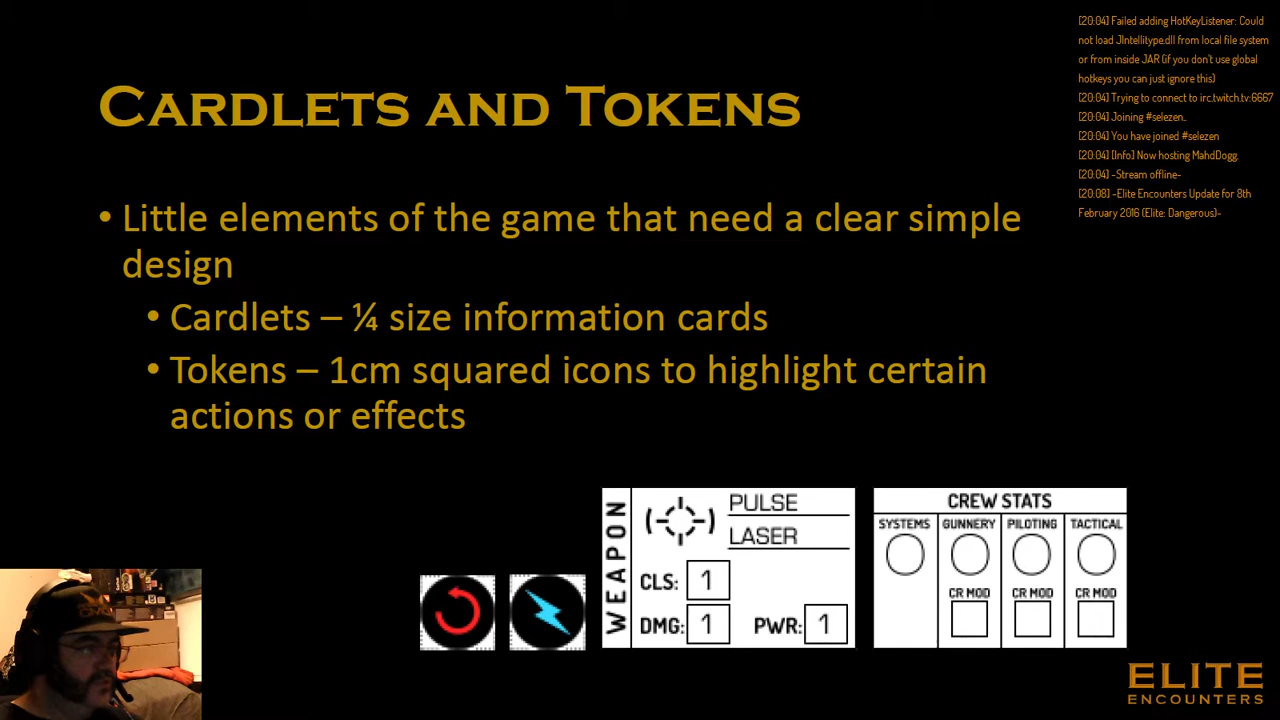 [20:04] Failed adding HotKeyListener: Could
not load JIntellitype.dll from local file system
or from inside JAR (if you don't use global
hotkeys you can just ignore this)
[20:04] Trying to connect to irc.twitch.tv:6667
[20:04] Joining #selezen..
[20:04] You have joined #selezen
[20:04] [Info] Now hosting MahdDogg.
[20:04] -Stream offline-
[20:08] -Elite Encounters Update for 8th
February 2016 (Elite: Dangerous)-
CARDLETS AND TOKENS
• Little elements of the game that need a clear simple
design
• Cardlets – ¼ size information cards
• Tokens – 1cm squared icons to highlight certain
actions or effects
WEAPON
PULSE
LASER
CLS: 1
DMG: 1 PWR: 1
CREW STATS
SYSTEMS GUNNERY PILOTING TACTICAL
CR MOD CR MOD CR MOD
ELITE
ENCOUNTERS